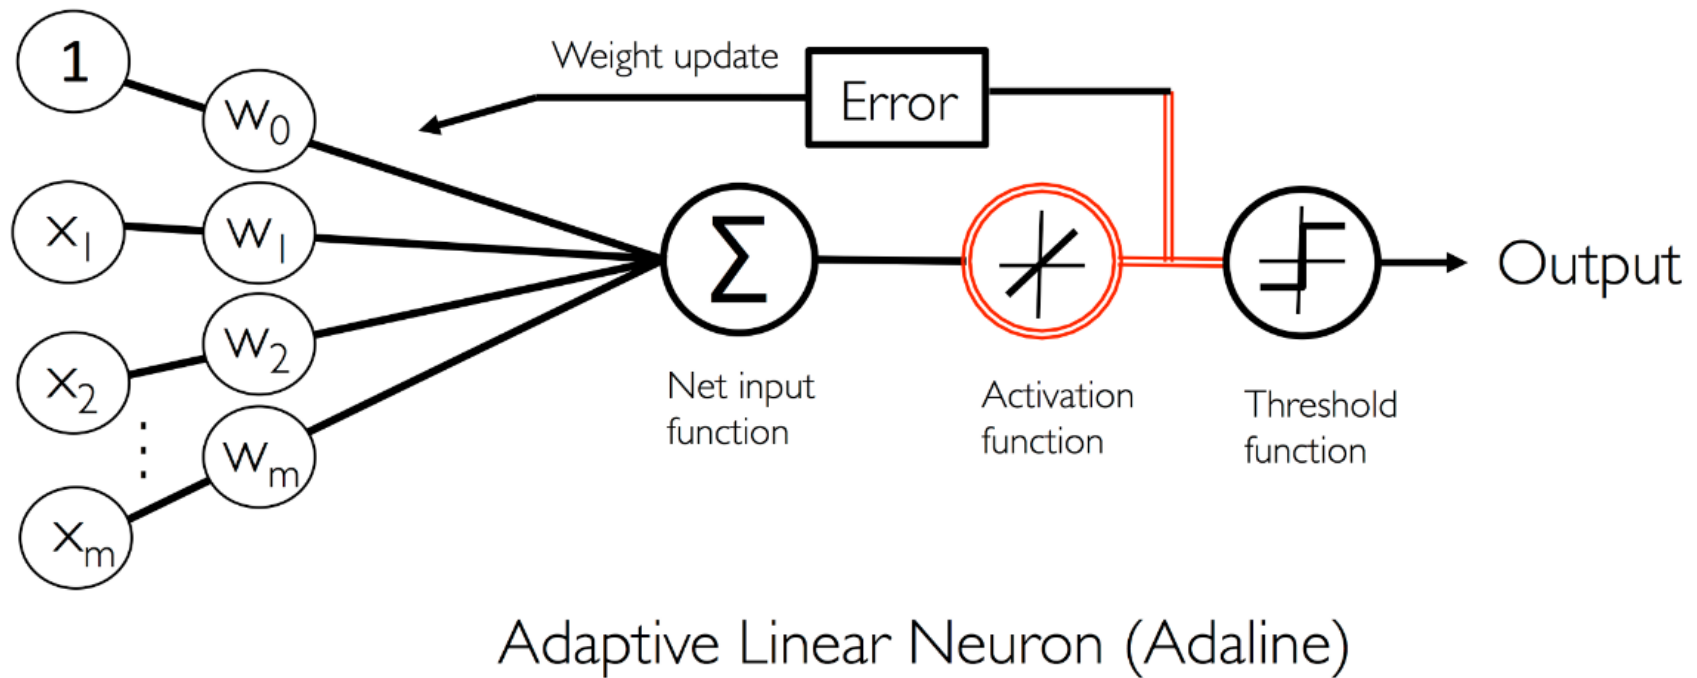 1
w0
x1
w1
x2
w2
⋮
xm
wm
Weight update
Error
Σ
Net input
function
Activation
function
Threshold
function
Output
Adaptive Linear Neuron (Adaline)